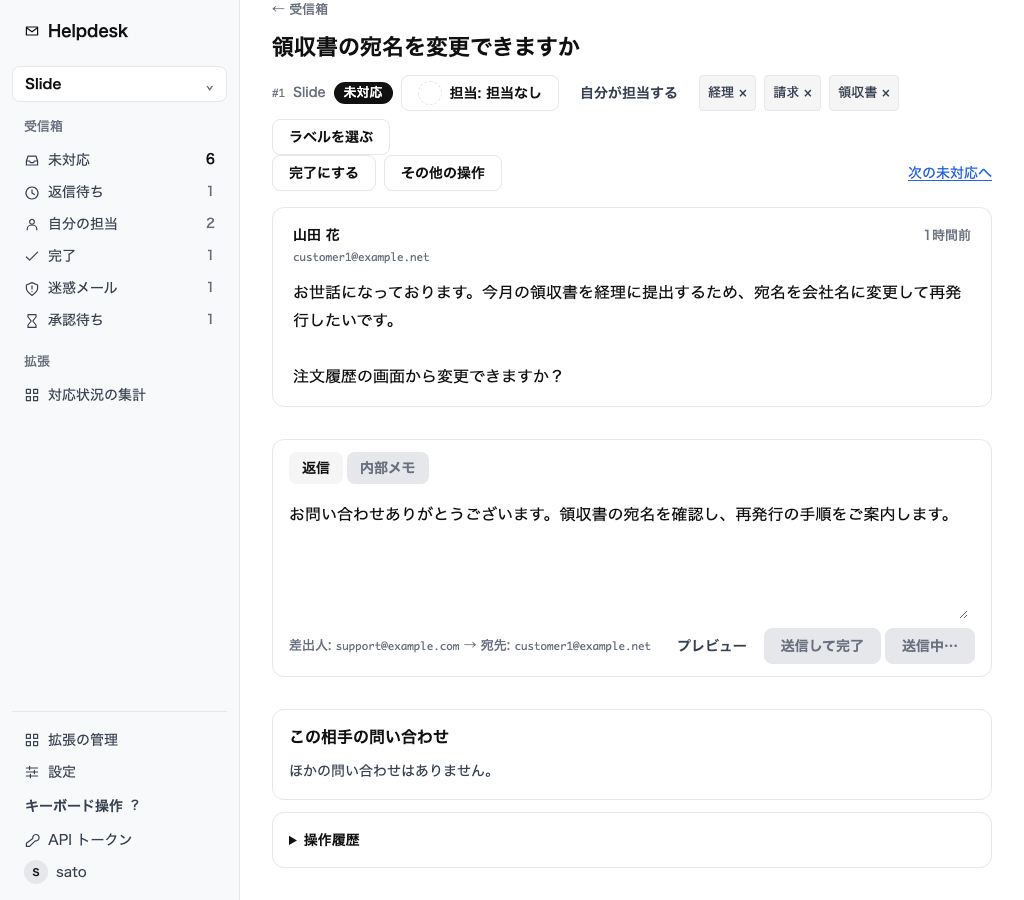 Helpdesk
Slide
受信箱
未対応 6
返信待ち 1
自分の担当 2
完了 1
迷惑メール 1
承認待ち 1
拡張
対応状況の集計
拡張の管理
設定
キーボード操作 ?
API トークン
S sato
← 受信箱
領収書の宛名を変更できますか
#1 Slide 未対応 担当: 担当なし 自分が担当する 経理 × 請求 × 領収書 ×
ラベルを選ぶ
完了にする その他の操作 次の未対応へ
山田 花 1時間前
customer1@example.net
お世話になっております。今月の領収書を経理に提出するため、宛名を会社名に変更して再発
行したいです。
注文履歴の画面から変更できますか？
返信 内部メモ
お問い合わせありがとうございます。領収書の宛名を確認し、再発行の手順をご案内します。
差出人: support@example.com → 宛先: customer1@example.net プレビュー 送信して完了 送信中…
この相手の問い合わせ
ほかの問い合わせはありません。
▶ 操作履歴